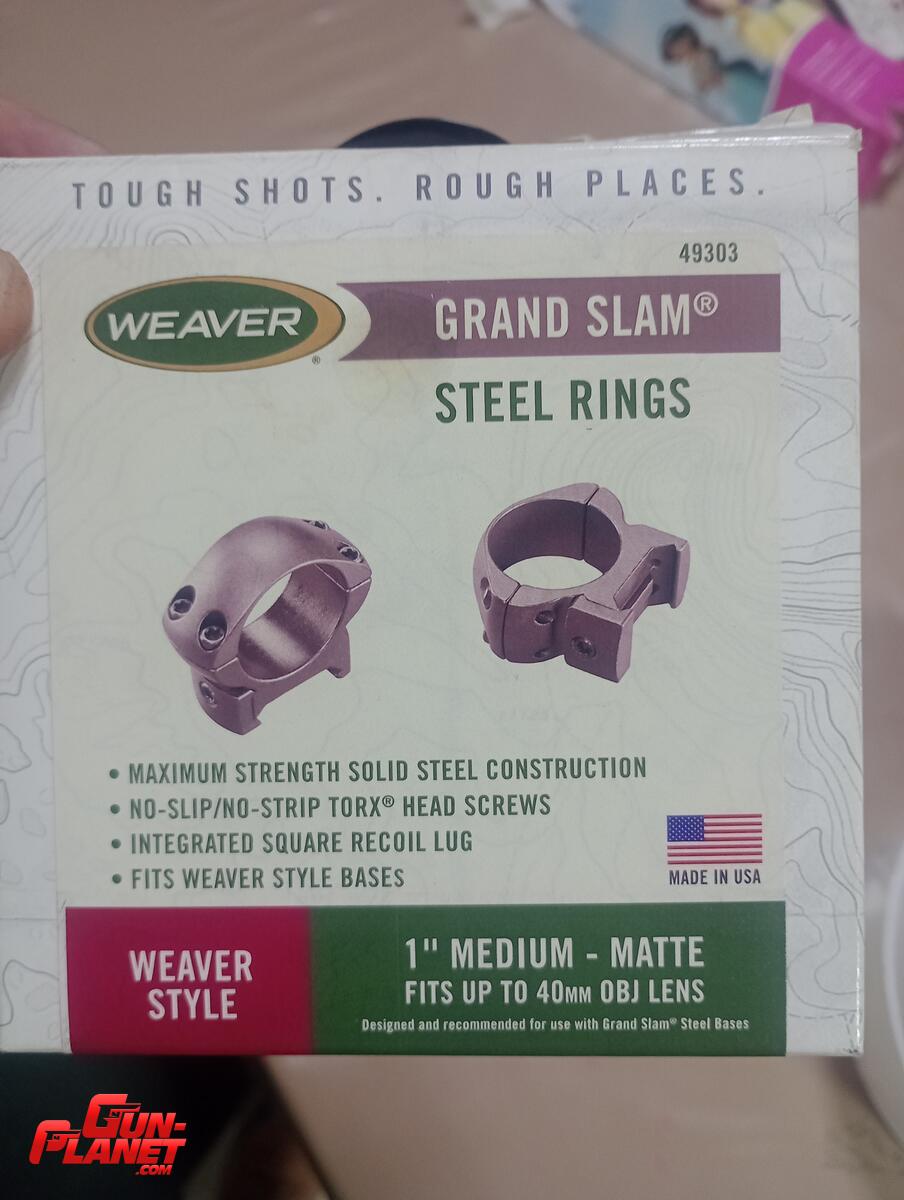 TOUGH SHOTS. ROUGH PLACES.
49303
WEAVER®
GRAND SLAM®
STEEL RINGS
• MAXIMUM STRENGTH SOLID STEEL CONSTRUCTION
• NO-SLIP/NO-STRIP TORX® HEAD SCREWS
• INTEGRATED SQUARE RECOIL LUG
• FITS WEAVER STYLE BASES
MADE IN USA
WEAVER
STYLE
1" MEDIUM - MATTE
FITS UP TO 40MM OBJ LENS
Designed and recommended for use with Grand Slam® Steel Bases
GUN-
PLANET
.COM